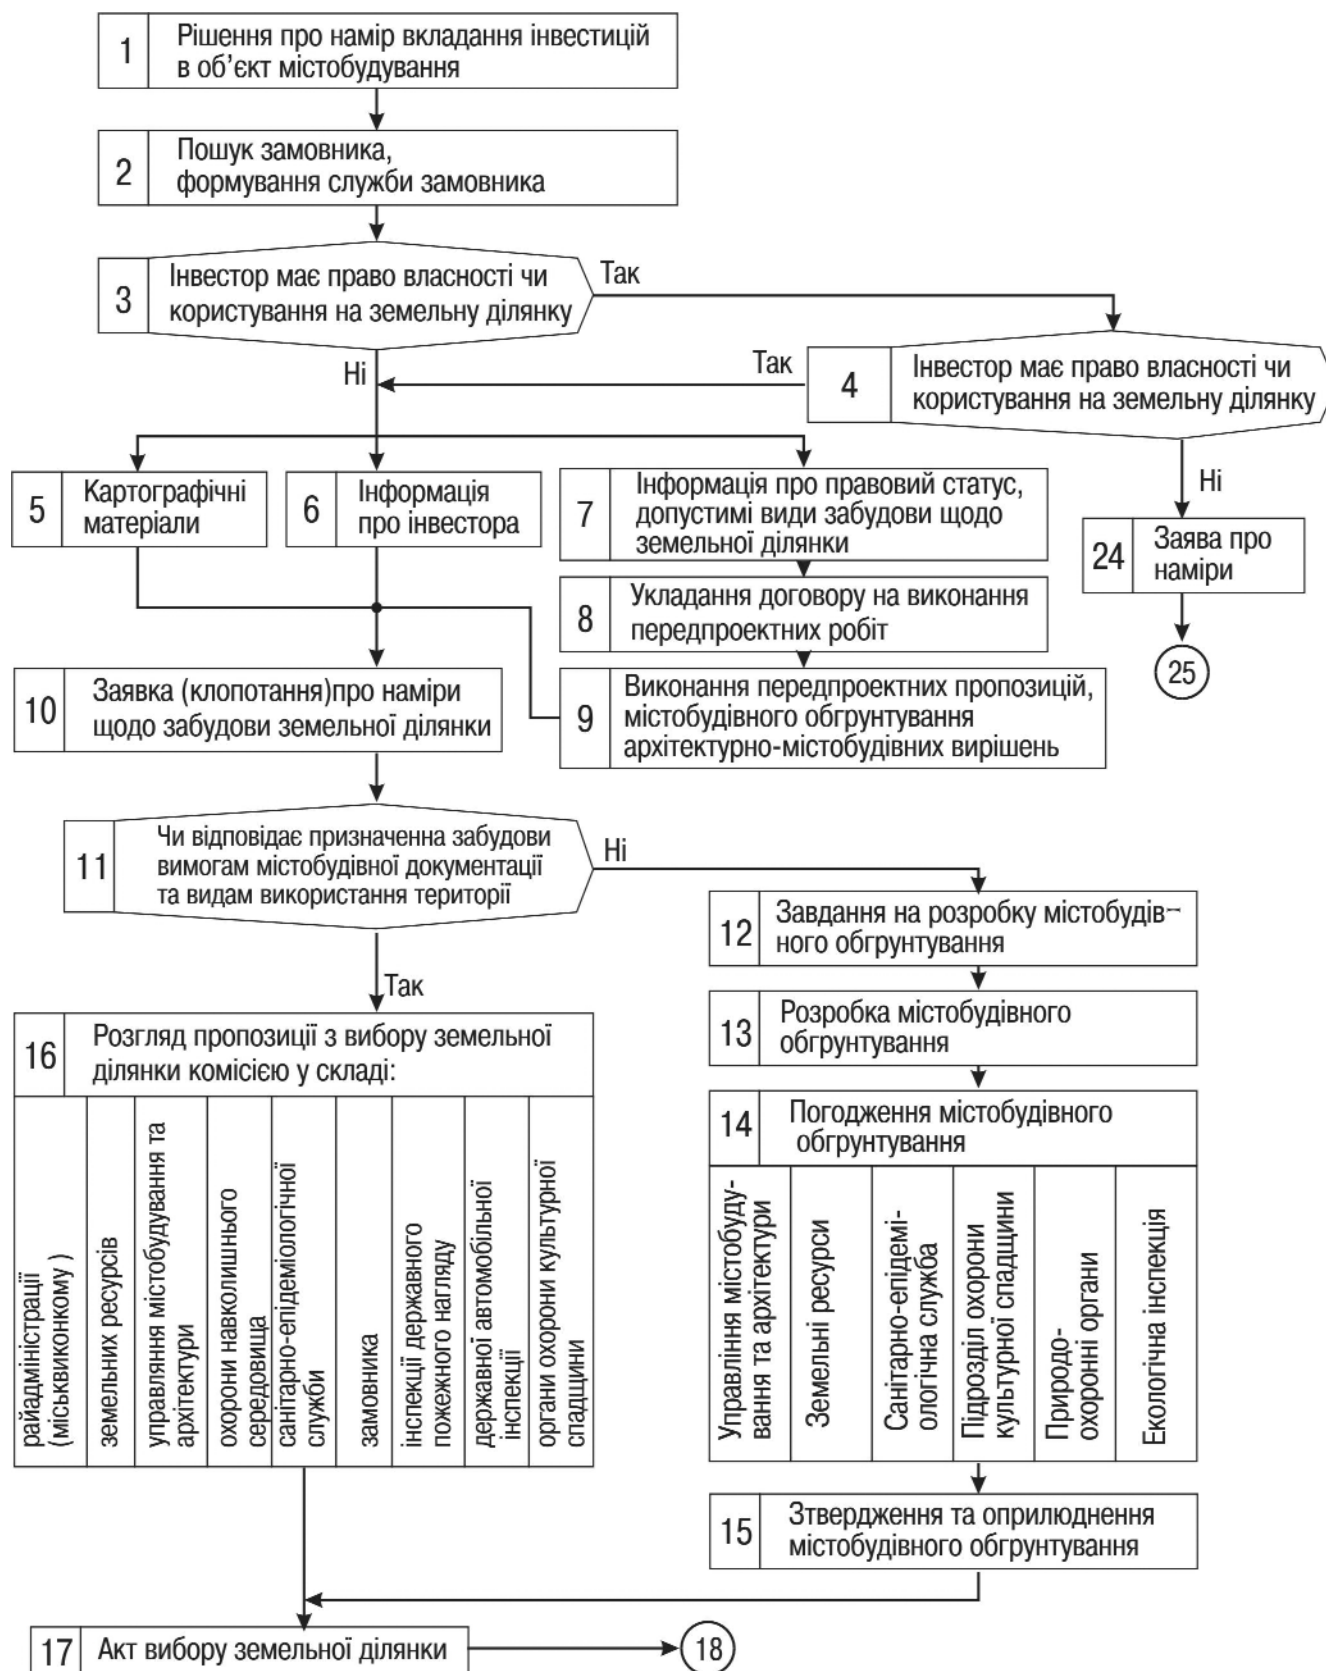 1
Рішення про намір вкладання інвестицій
в об’єкт містобудування
2
Пошук замовника,
формування служби замовника
3
Інвестор має право власності чи
користування на земельну ділянку
Так
Ні
Так
4
Інвестор має право власності чи
користування на земельну ділянку
Ні
5
Картографічні
матеріали
6
Інформація
про інвестора
7
Інформація про правовий статус,
допустимі види забудови щодо
земельної ділянки
24
Заява про
наміри
25
8
Укладання договору на виконання
передпроектних робіт
9
Виконання передпроектних пропозицій,
містобудівного обгрунтування
архітектурно-містобудівних вирішень
10
Заявка (клопотання)про наміри
щодо забудови земельної ділянки
11
Чи відповідає призначенна забудови
вимогам містобудівної документації
та видам використання території
Ні
Так
12
Завдання на розробку містобудів-
ного обгрунтування
13
Розробка містобудівного
обгрунтування
14
Погодження містобудівного
обгрунтування
Управління містобуду-
вання та архітектури
Земельні ресурси
Санітарно-епідемі-
ологічна служба
Підрозділ охорони
культурної спадщини
Природо-
охоронні органи
Екологічна інспекція
15
Зтвердження та оприлюднення
містобудівного обгрунтування
16
Розгляд пропозиції з вибору земельної
ділянки комісією у складі:
райадміністрації
(міськвиконкому )
земельних ресурсів
управляння містобудування та
архітектури
охорони навколишнього
середовища
санітарно-епідеміологічної
служби
замовника
інспекції державного
пожежного нагляду
державної автомобільної
інспекції
органи охорони культурної
спадщини
17
Акт вибору земельної ділянки
18